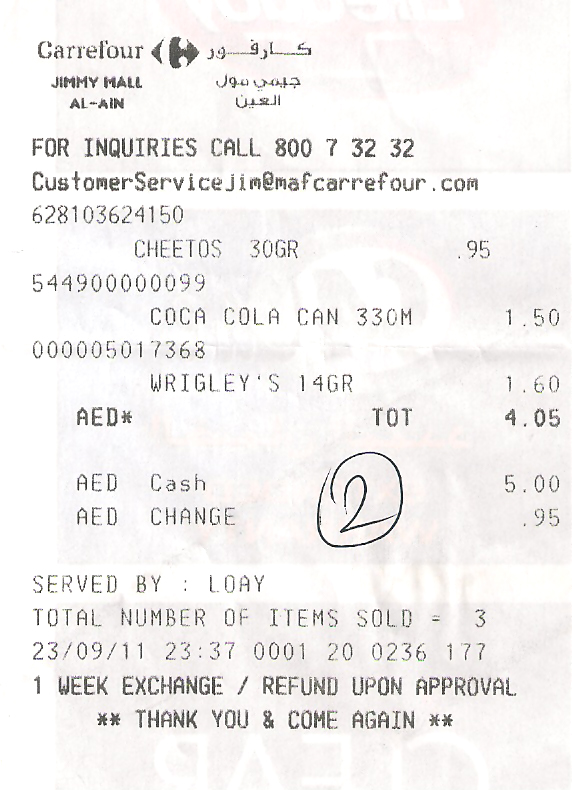 Carrefour كارفور
JIMMY MALL جيمي مول
AL-AIN العين
FOR INQUIRIES CALL 800 7 32 32
CustomerServicejim@mafcarrefour.com
628103624150
CHEETOS 30GR .95
544900000099
COCA COLA CAN 330M 1.50
000005017368
WRIGLEY'S 14GR 1.60
AED* TOT 4.05
AED Cash 5.00
2
AED CHANGE .95
SERVED BY : LOAY
TOTAL NUMBER OF ITEMS SOLD = 3
23/09/11 23:37 0001 20 0236 177
1 WEEK EXCHANGE / REFUND UPON APPROVAL
** THANK YOU & COME AGAIN **